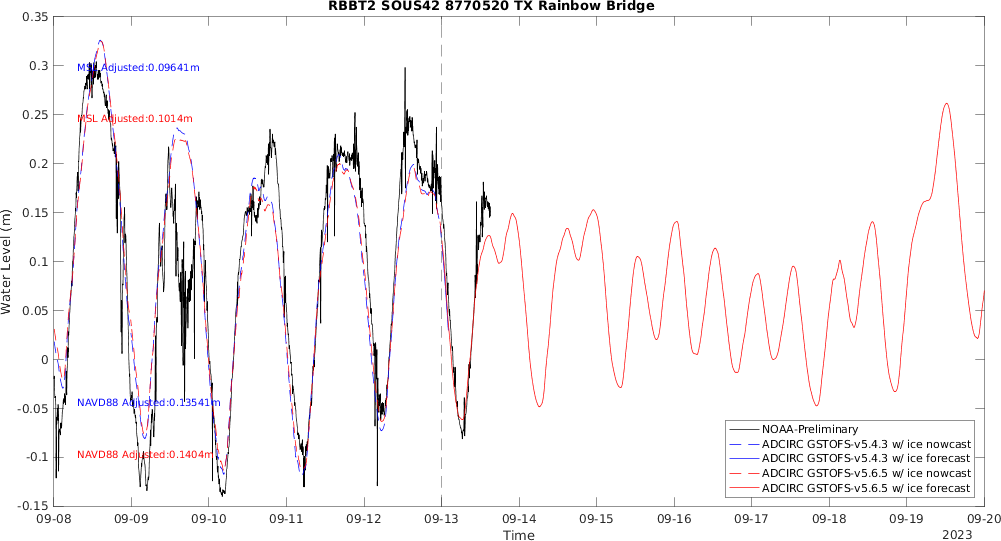 RBBT2 SOUS42 8770520 TX Rainbow Bridge
0.35
0.3
0.25
0.2
0.15
0.1
0.05
0
-0.05
-0.1
-0.15
Water Level (m)
MSL Adjusted:0.09641m
MSL Adjusted:0.1014m
NAVD88 Adjusted:0.13541m
NAVD88 Adjusted:0.1404m
NOAA-Preliminary
ADCIRC GSTOFS-v5.4.3 w/ ice nowcast
ADCIRC GSTOFS-v5.4.3 w/ ice forecast
ADCIRC GSTOFS-v5.6.5 w/ ice nowcast
ADCIRC GSTOFS-v5.6.5 w/ ice forecast
09-08 09-09 09-10 09-11 09-12 09-13 09-14 09-15 09-16 09-17 09-18 09-19 09-20
Time
2023